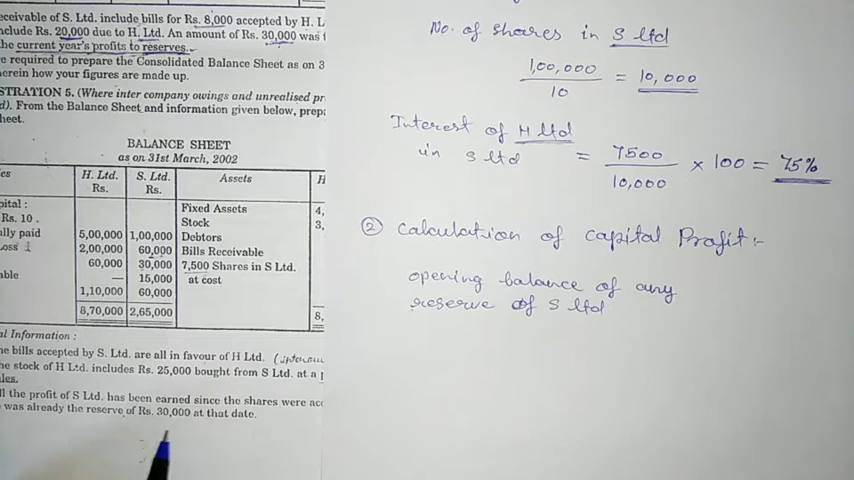 eceivable of S. Ltd. include bills for Rs. 8,000 accepted by H. L
nclude Rs. 20,000 due to H. Ltd. An amount of Rs. 30,000 was
the current year's profits to reserves.
e required to prepare the Consolidated Balance Sheet as on 3
herein how your figures are made up.
STRATION 5. (Where inter company owings and unrealised pr
d). From the Balance Sheet and information given below, prepa
heet.
BALANCE SHEET
as on 31st March, 2002
es H. Ltd. S. Ltd. Assets H
Rs. Rs.
pital : Fixed Assets 4,
Rs. 10 . Stock 3,
lly paid 5,00,000 1,00,000 Debtors
Loss 2,00,000 60,000 Bills Receivable
60,000 30,000 7,500 Shares in S Ltd.
able — 15,000 at cost
1,10,000 60,000
8,70,000 2,65,000 8,
al Information :
he bills accepted by S. Ltd. are all in favour of H Ltd.
he stock of H. Ltd. includes Rs. 25,000 bought from S Ltd. at a p
ales.
ll the profit of S Ltd. has been earned since the shares were acc
was already the reserve of Rs. 30,000 at that date.
No. of shares in S ltd
1,00,000 / 10 = 10,000
Interest of H ltd
in S ltd = 7500 / 10,000 × 100 = 75%
② Calculation of Capital Profit :-
opening balance of any
reserve of S ltd